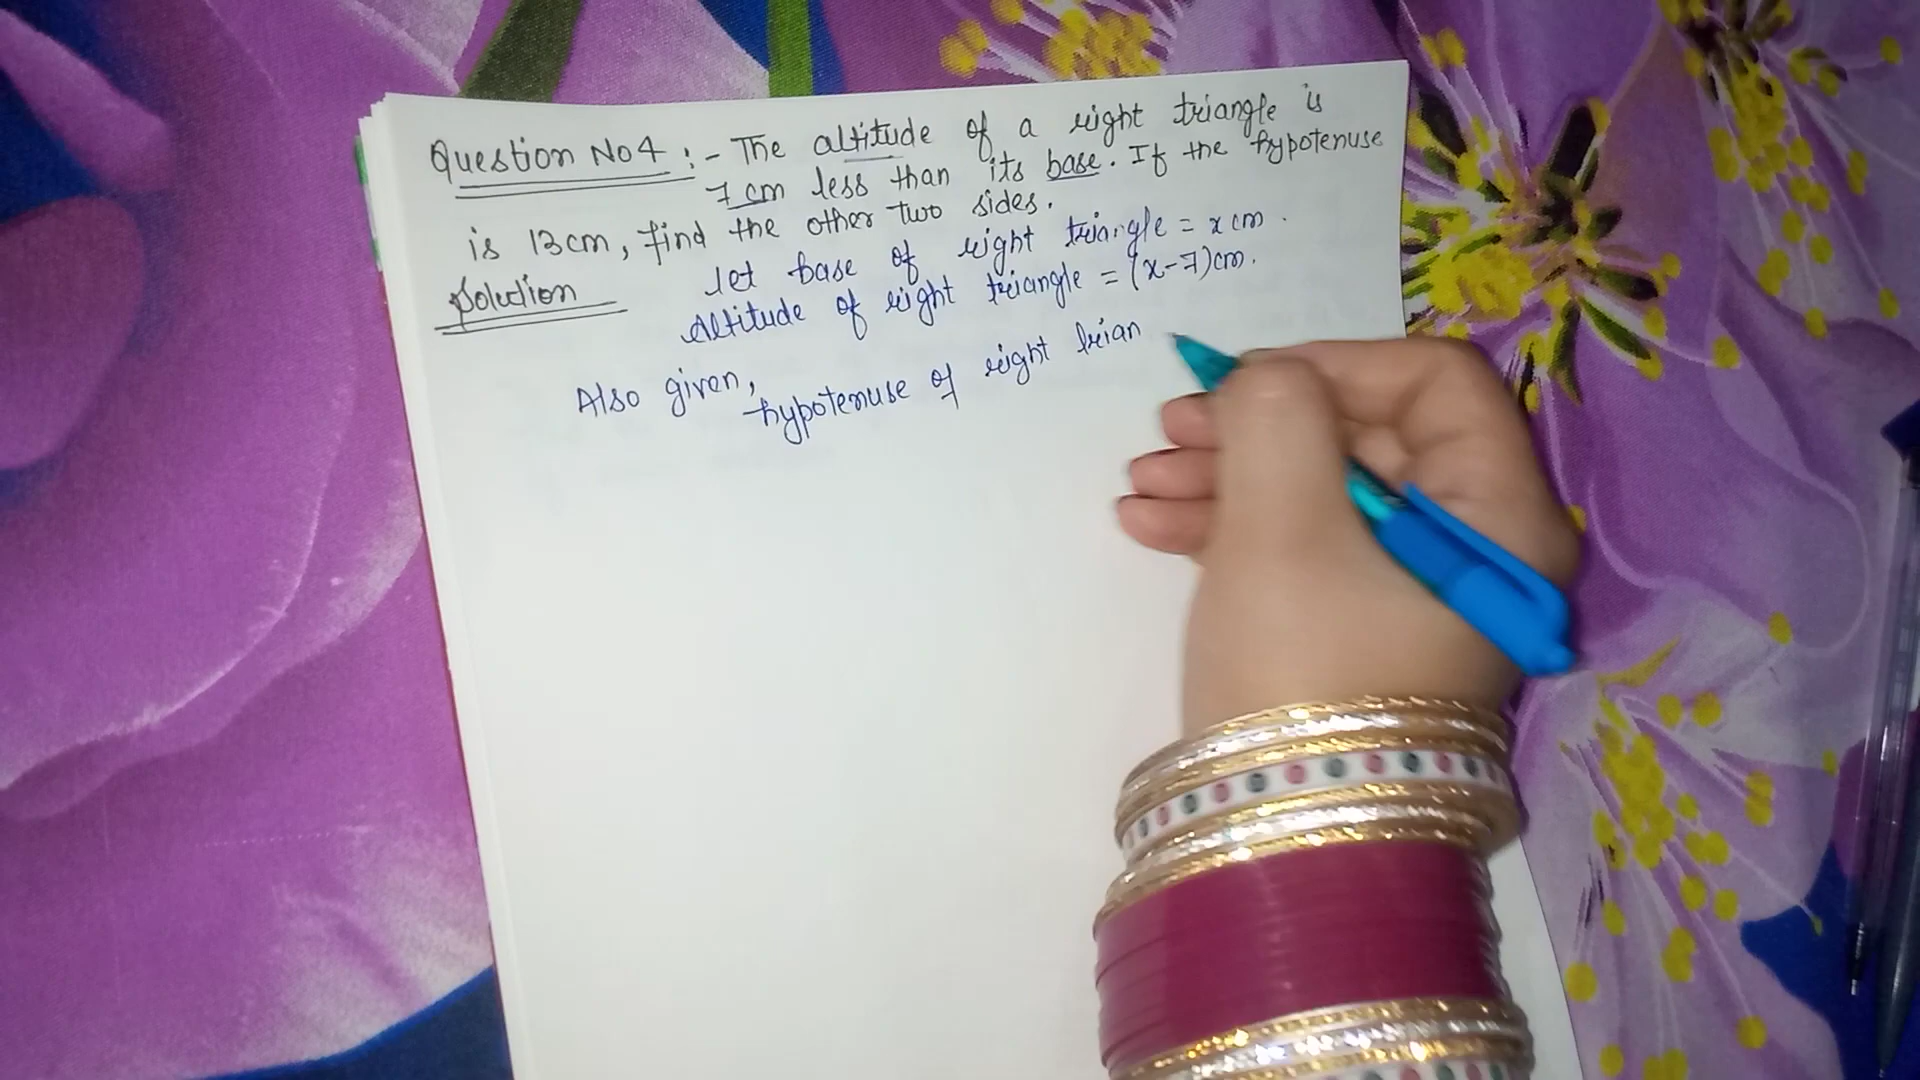 Question No 4 :- The altitude of a right triangle is
7 cm less than its base. If the hypotenuse
is 13cm, find the other two sides.
Solution let base of right triangle = x cm.
Altitude of right triangle = (x-7)cm.
Also given,
hypotenuse of right trian